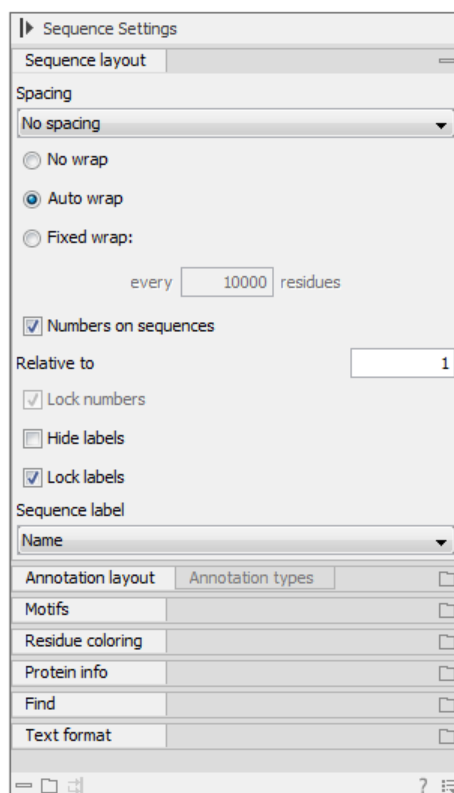 Sequence Settings
Sequence layout
Spacing
No spacing
No wrap
Auto wrap
Fixed wrap:
every 10000 residues
Numbers on sequences
Relative to 1
Lock numbers
Hide labels
Lock labels
Sequence label
Name
Annotation layout Annotation types
Motifs
Residue coloring
Protein info
Find
Text format
?